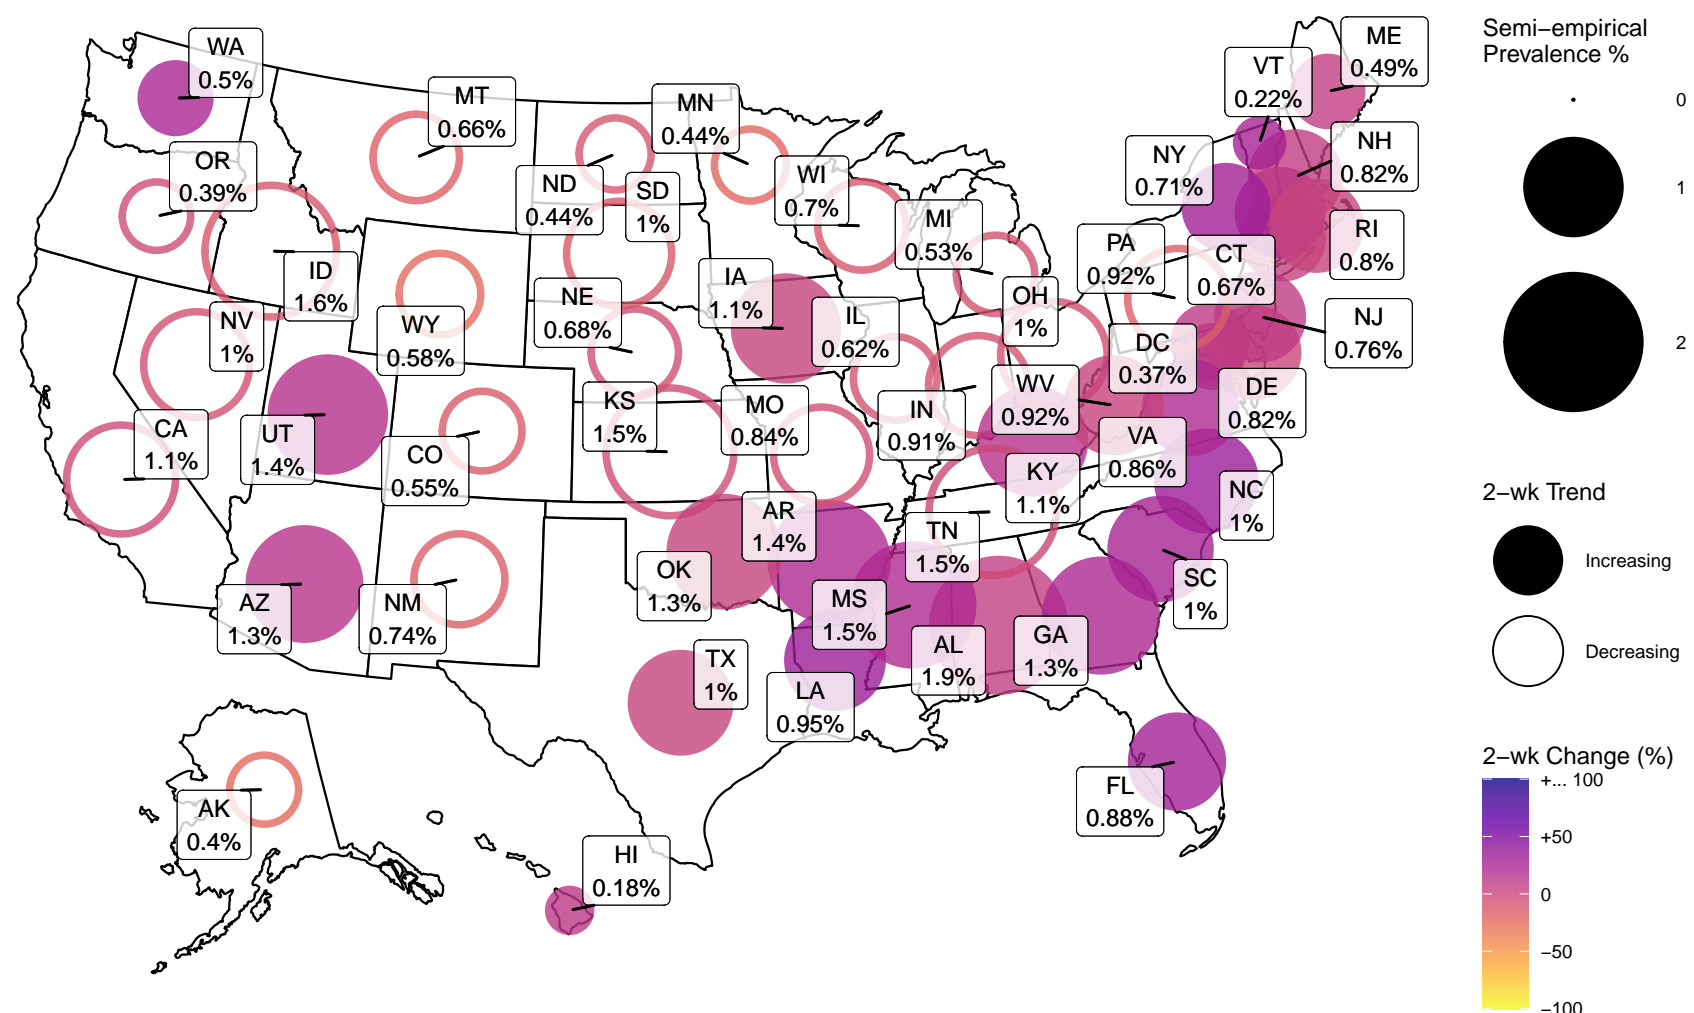 WA
0.5%
MT
0.66%
MN
0.44%
VT
0.22%
ME
0.49%
OR
0.39%
ND
0.44%
SD
1%
WI
0.7%
NY
0.71%
NH
0.82%
ID
1.6%
MI
0.53%
PA
0.92%
CT
0.67%
RI
0.8%
NV
1%
WY
0.58%
NE
0.68%
IA
1.1%
IL
0.62%
OH
1%
DC
0.37%
NJ
0.76%
CA
1.1%
UT
1.4%
CO
0.55%
KS
1.5%
MO
0.84%
IN
0.91%
WV
0.92%
VA
0.86%
DE
0.82%
KY
1.1%
NC
1%
AZ
1.3%
NM
0.74%
OK
1.3%
AR
1.4%
TN
1.5%
SC
1%
MS
1.5%
AL
1.9%
GA
1.3%
TX
1%
LA
0.95%
FL
0.88%
AK
0.4%
HI
0.18%
Semi−empirical
Prevalence %
0
1
2
2−wk Trend
Increasing
Decreasing
2−wk Change (%)
+... 100
+50
0
−50
−100